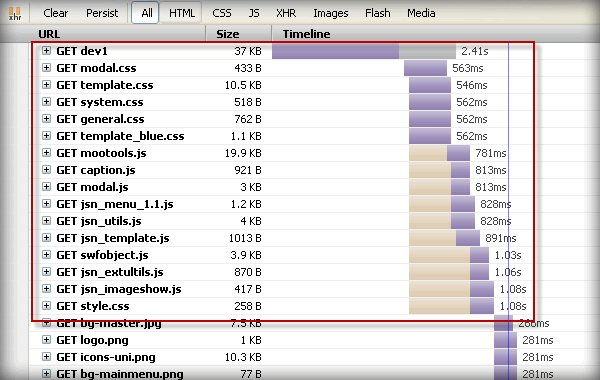 xhr Clear Persist All HTML CSS JS XHR Images Flash Media
URL Size Timeline
GET dev1 37 KB 2.41s
GET modal.css 433 B 563ms
GET template.css 10.5 KB 546ms
GET system.css 518 B 562ms
GET general.css 762 B 562ms
GET template_blue.css 1.1 KB 562ms
GET mootools.js 19.9 KB 781ms
GET caption.js 921 B 813ms
GET modal.js 3 KB 813ms
GET jsn_menu_1.1.js 1.2 KB 828ms
GET jsn_utils.js 4 KB 828ms
GET jsn_template.js 1013 B 891ms
GET swfobject.js 3.9 KB 1.03s
GET jsn_extultils.js 870 B 1.06s
GET jsn_imageshow.js 417 B 1.08s
GET style.css 258 B 1.08s
GET bg-master.jpg 7.5 KB 266ms
GET logo.png 1 KB 281ms
GET icons-uni.png 10.3 KB 281ms
GET bg-mainmenu.png 77 B 281ms